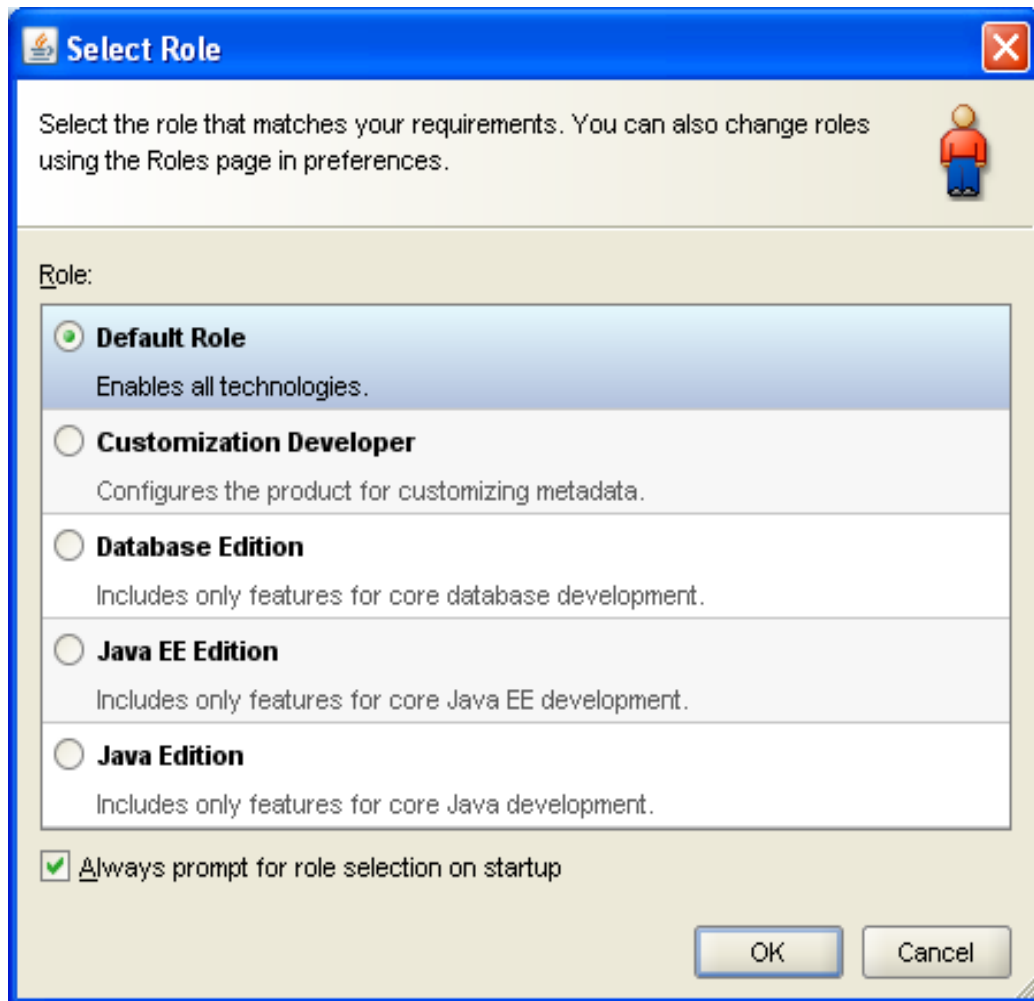 Select Role
Select the role that matches your requirements. You can also change roles
using the Roles page in preferences.
Role:
Default Role
Enables all technologies.
Customization Developer
Configures the product for customizing metadata.
Database Edition
Includes only features for core database development.
Java EE Edition
Includes only features for core Java EE development.
Java Edition
Includes only features for core Java development.
Always prompt for role selection on startup
OK
Cancel